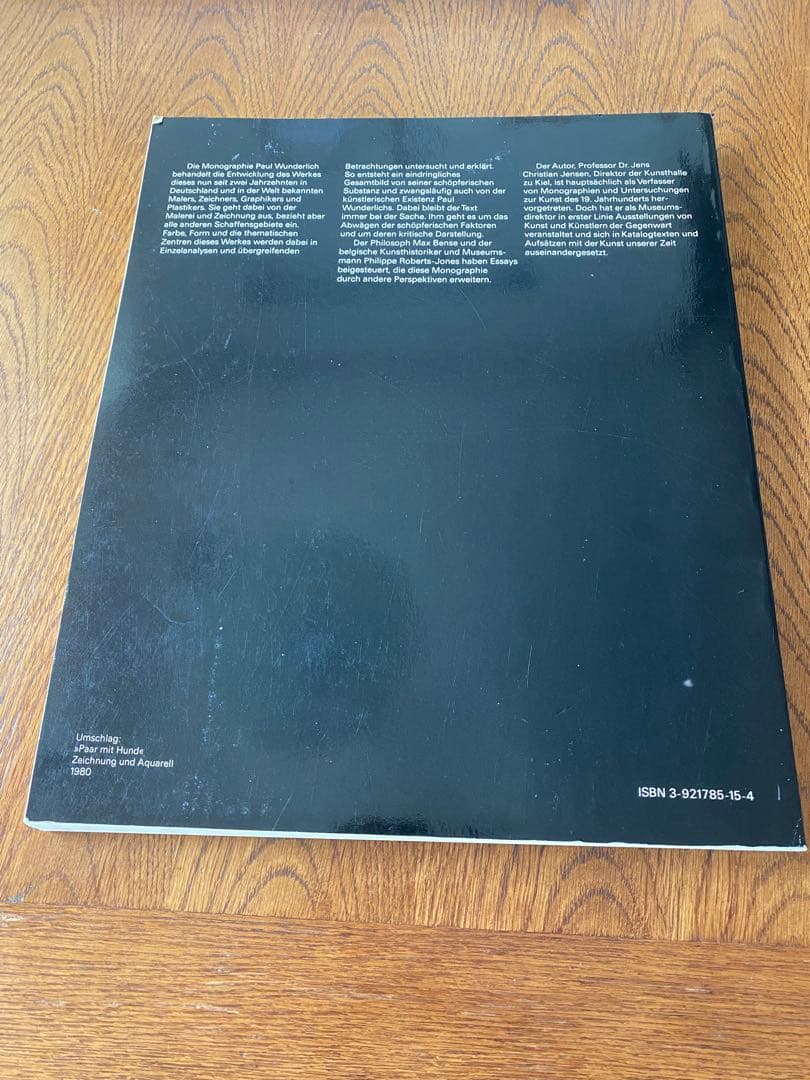 Die Monographie Paul Wunderlich
behandelt die Entwicklung des Werkes
dieses nun seit zwei Jahrzehnten in
Deutschland und in der Welt bekannten
Malers, Zeichners, Graphikers und
Plastikers. Sie geht dabei von der
Malerei und Zeichnung aus, bezieht aber
alle anderen Schaffensgebiete ein.
Farbe, Form und die thematischen
Zentren dieses Werkes werden dabei in
Einzelanalysen und übergreifenden
Betrachtungen untersucht und erklärt.
So entsteht ein eindringliches
Gesamtbild von seiner schöpferischen
Substanz und zwangsläufig auch von der
künstlerischen Existenz Paul
Wunderlichs. Dabei bleibt der Text
immer bei der Sache. Ihm geht es um das
Abwägen der schöpferischen Faktoren
und um deren kritische Darstellung.
Der Philosoph Max Bense und der
belgische Kunsthistoriker und Museums-
mann Philippe Roberts-Jones haben Essays
beigesteuert, die diese Monographie
durch andere Perspektiven erweitern.
Der Autor, Professor Dr. Jens
Christian Jensen, Direktor der Kunsthalle
zu Kiel, ist hauptsächlich als Verfasser
von Monographien und Untersuchungen
zur Kunst des 19. Jahrhunderts her-
vorgetreten. Doch hat er als Museums-
direktor in erster Linie Ausstellungen von
Kunst und Künstlern der Gegenwart
veranstaltet und sich in Katalogtexten und
Aufsätzen mit der Kunst unserer Zeit
auseinandergesetzt.
Umschlag:
»Paar mit Hund«
Zeichnung und Aquarell
1980
ISBN 3-921785-15-4